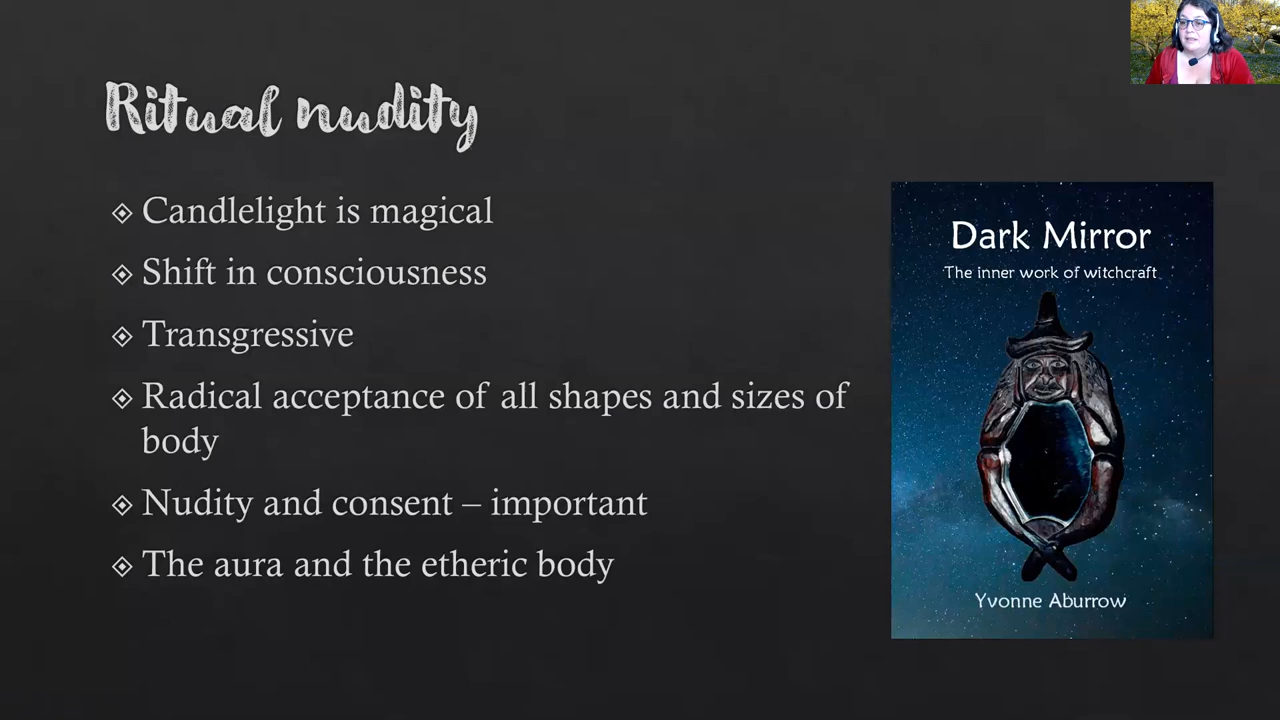 Ritual nudity
Candlelight is magical
Shift in consciousness
Transgressive
Radical acceptance of all shapes and sizes of
body
Nudity and consent – important
The aura and the etheric body
Dark Mirror
The inner work of witchcraft
Yvonne Aburrow